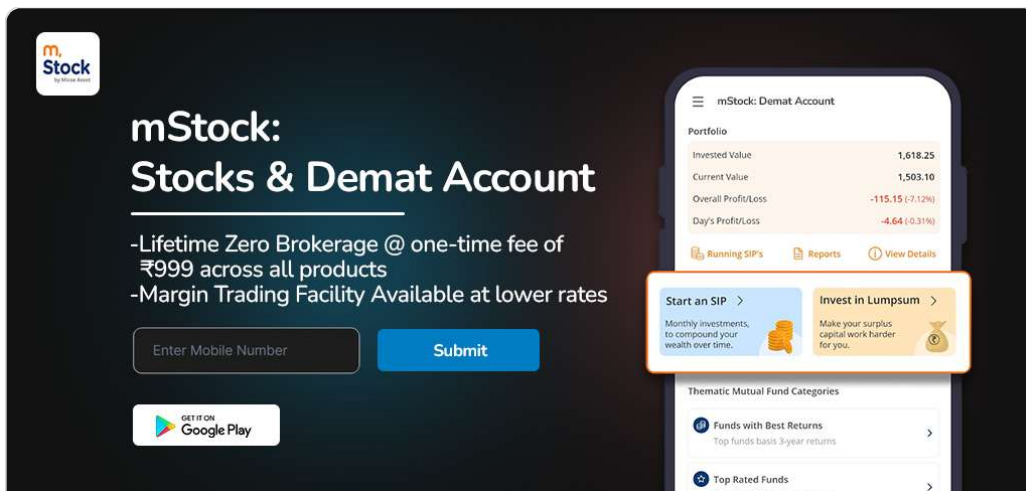 m.
Stock
by Mirae Asset
mStock:
Stocks & Demat Account
-Lifetime Zero Brokerage @ one-time fee of
₹999 across all products
-Margin Trading Facility Available at lower rates
Enter Mobile Number
Submit
GET IT ON
Google Play
mStock: Demat Account
Portfolio
Invested Value 1,618.25
Current Value 1,503.10
Overall Profit/Loss -115.15 (-7.12%)
Day's Profit/Loss -4.64 (-0.31%)
Running SIP's Reports View Details
Start an SIP >
Monthly investments,
to compound your
wealth over time.
Invest in Lumpsum >
Make your surplus
capital work harder
for you.
Thematic Mutual Fund Categories
Funds with Best Returns
Top funds basis 3-year returns
Top Rated Funds